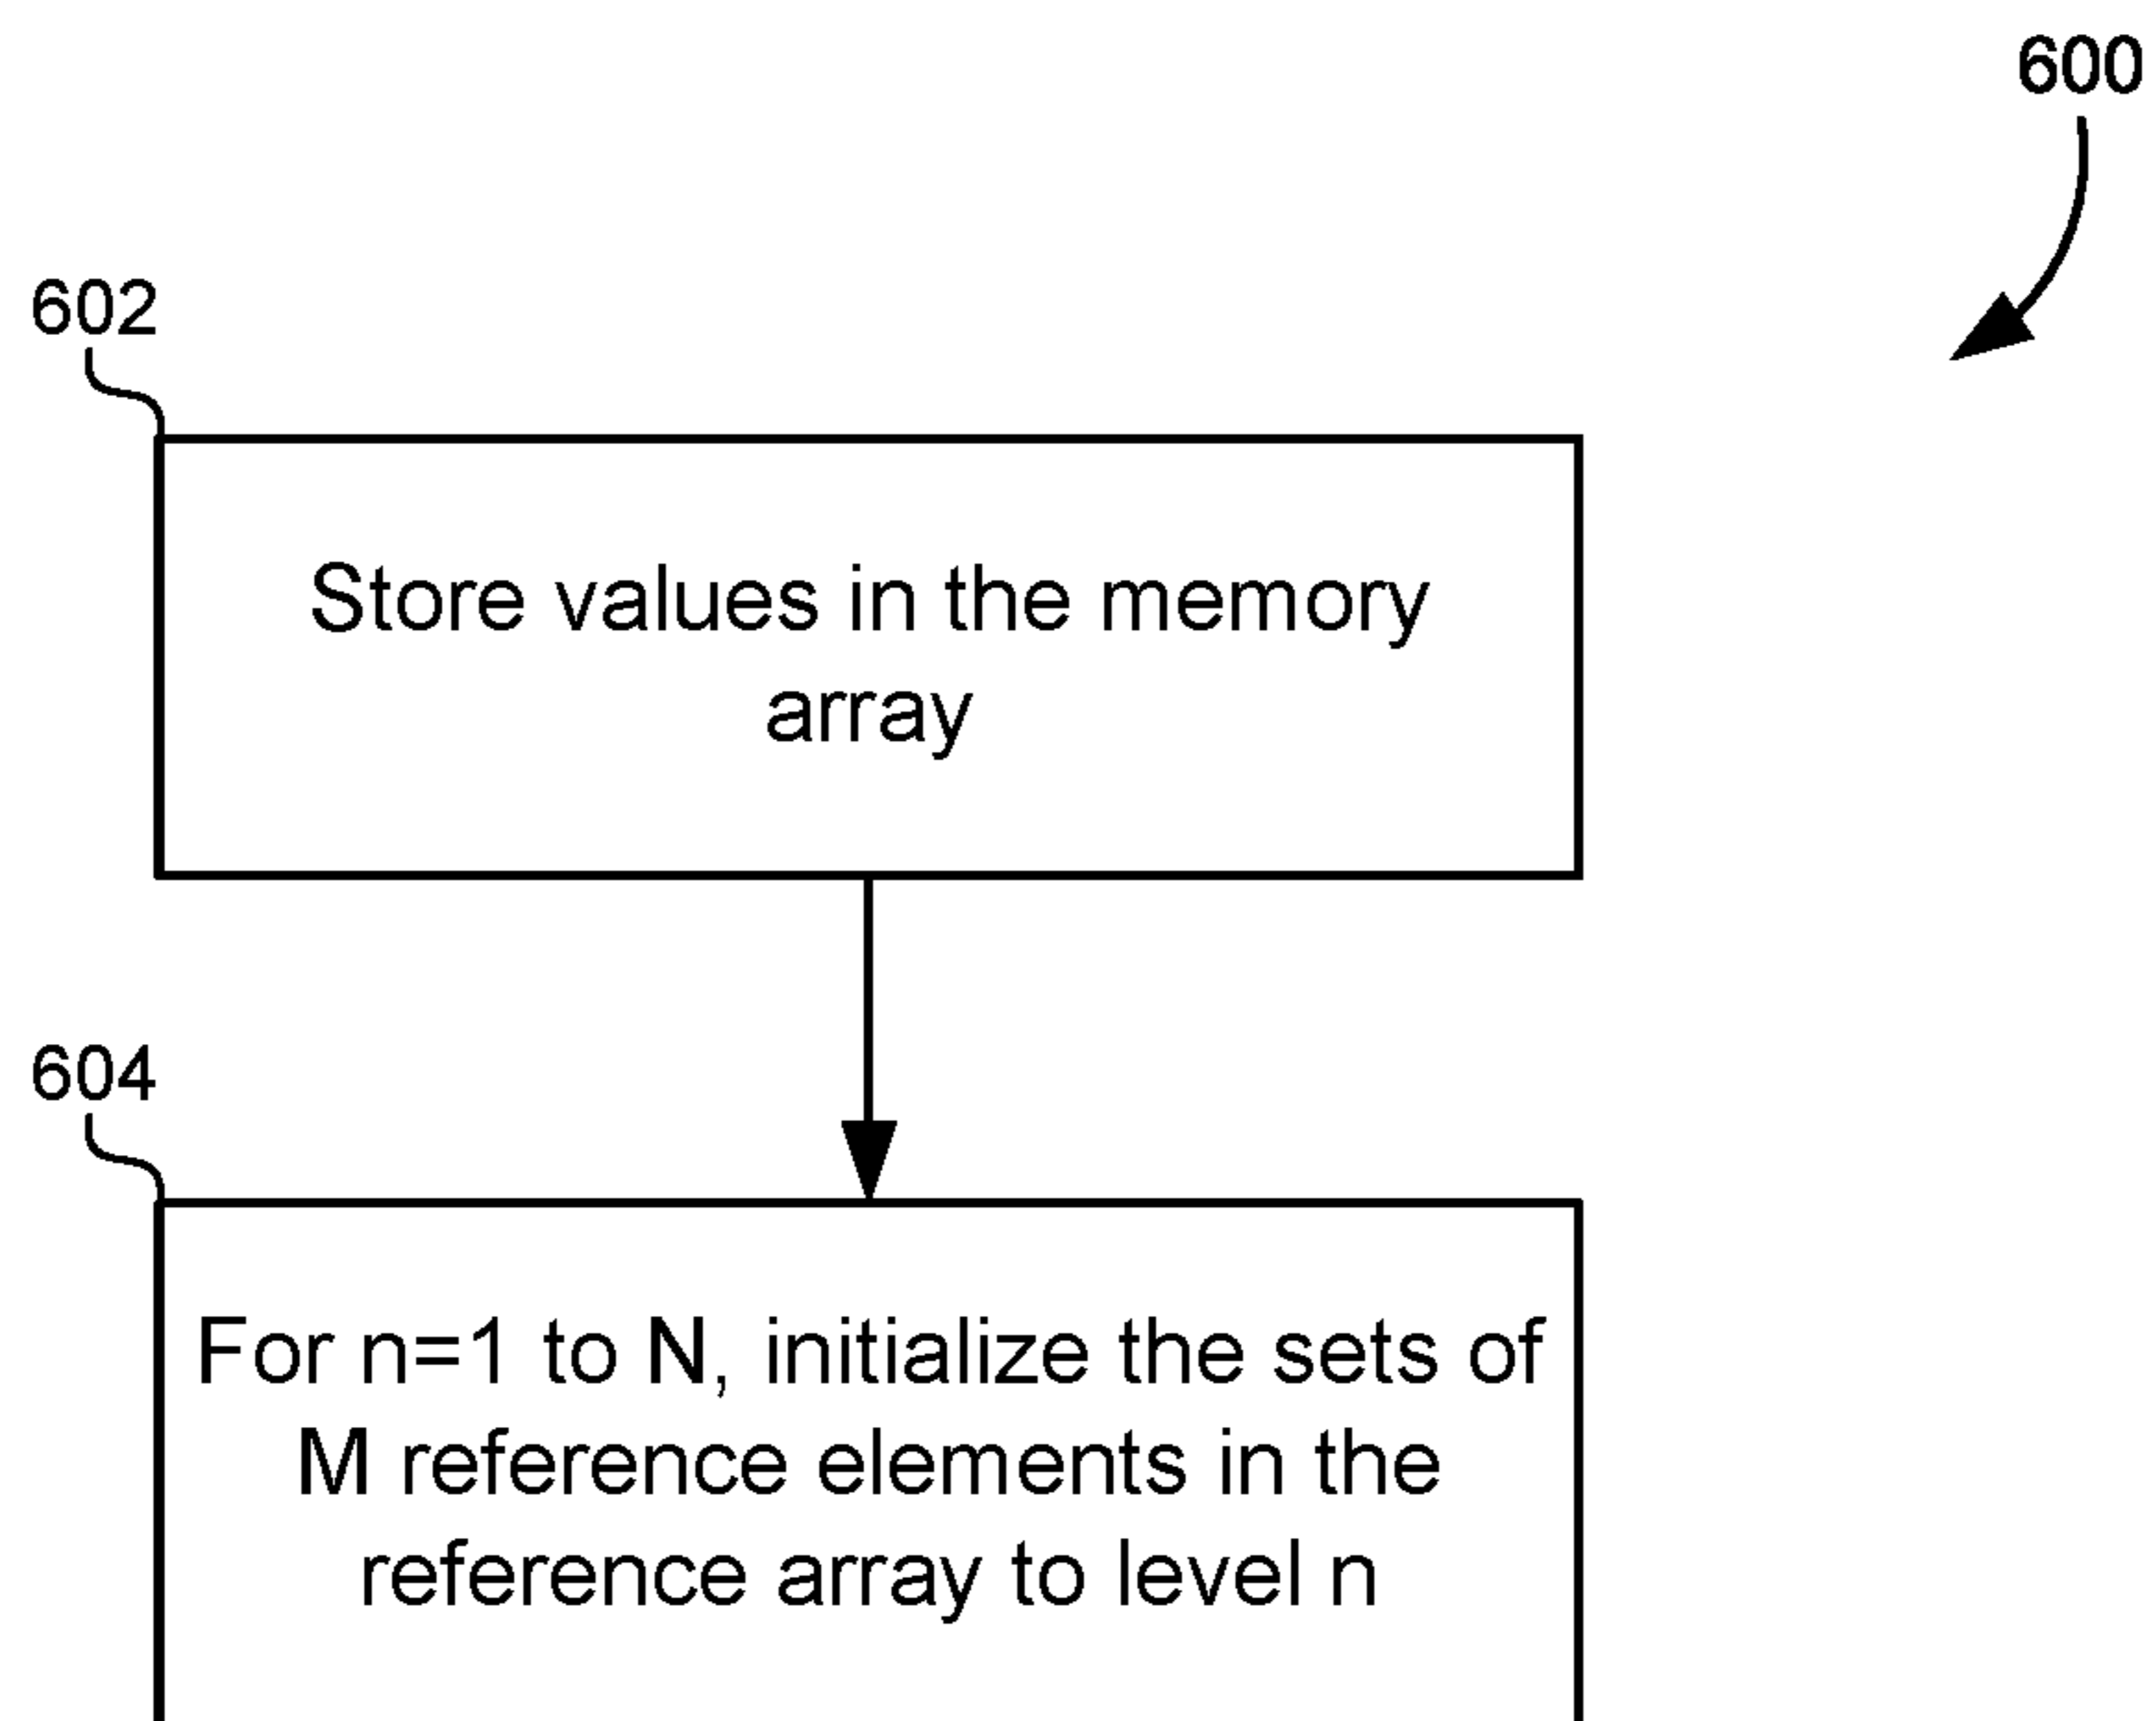 600
602
Store values in the memory
array
604
For n=1 to N, initialize the sets of
M reference elements in the
reference array to level n